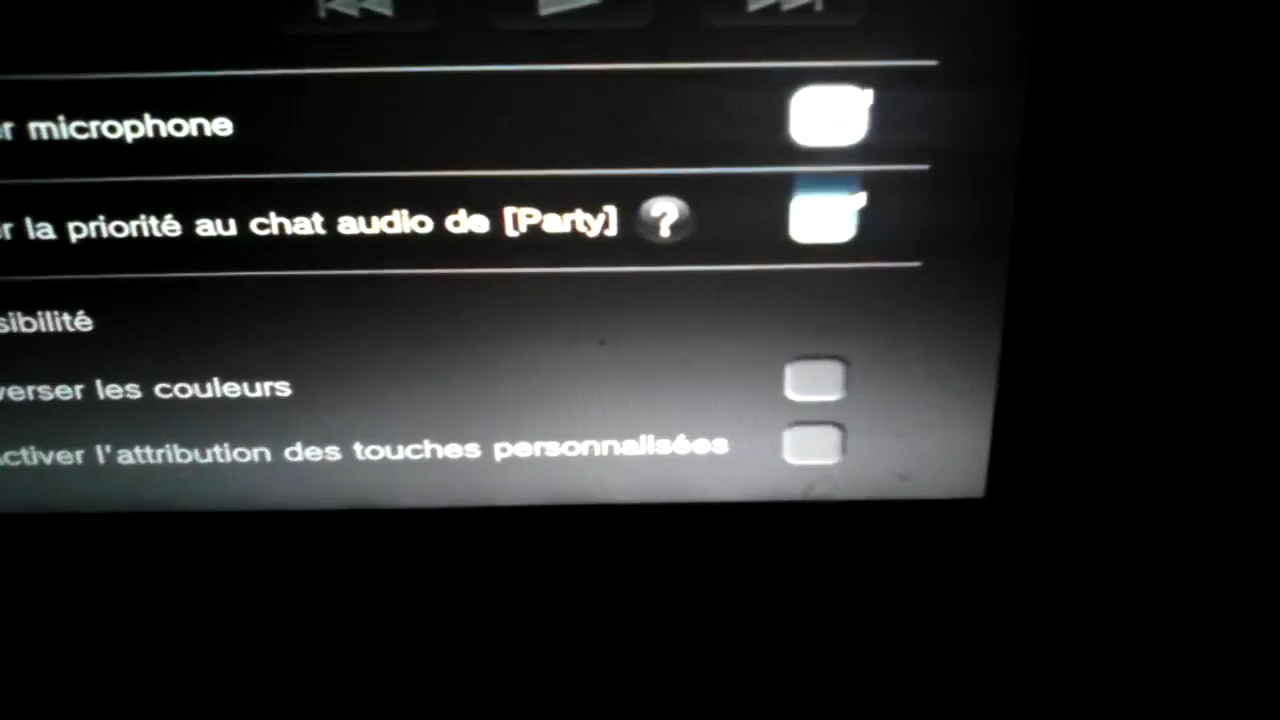 r microphone
r la priorité au chat audio de [Party] ?
sibilité
verser les couleurs
ctiver l'attribution des touches personnalisées